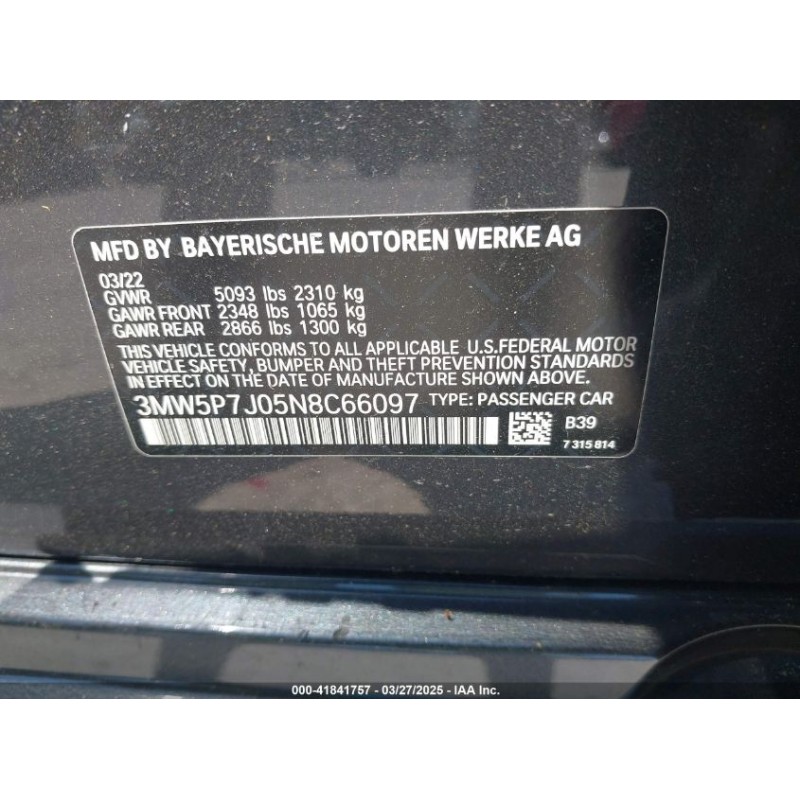 MFD BY BAYERISCHE MOTOREN WERKE AG
03/22
GVWR 5093 lbs 2310 kg
GAWR FRONT 2348 lbs 1065 kg
GAWR REAR 2866 lbs 1300 kg
THIS VEHICLE CONFORMS TO ALL APPLICABLE U.S.FEDERAL MOTOR
VEHICLE SAFETY, BUMPER AND THEFT PREVENTION STANDARDS
IN EFFECT ON THE DATE OF MANUFACTURE SHOWN ABOVE.
3MW5P7J05N8C66097 TYPE: PASSENGER CAR
B39
7 315 814
000-41841757 - 03/27/2025 - IAA Inc.